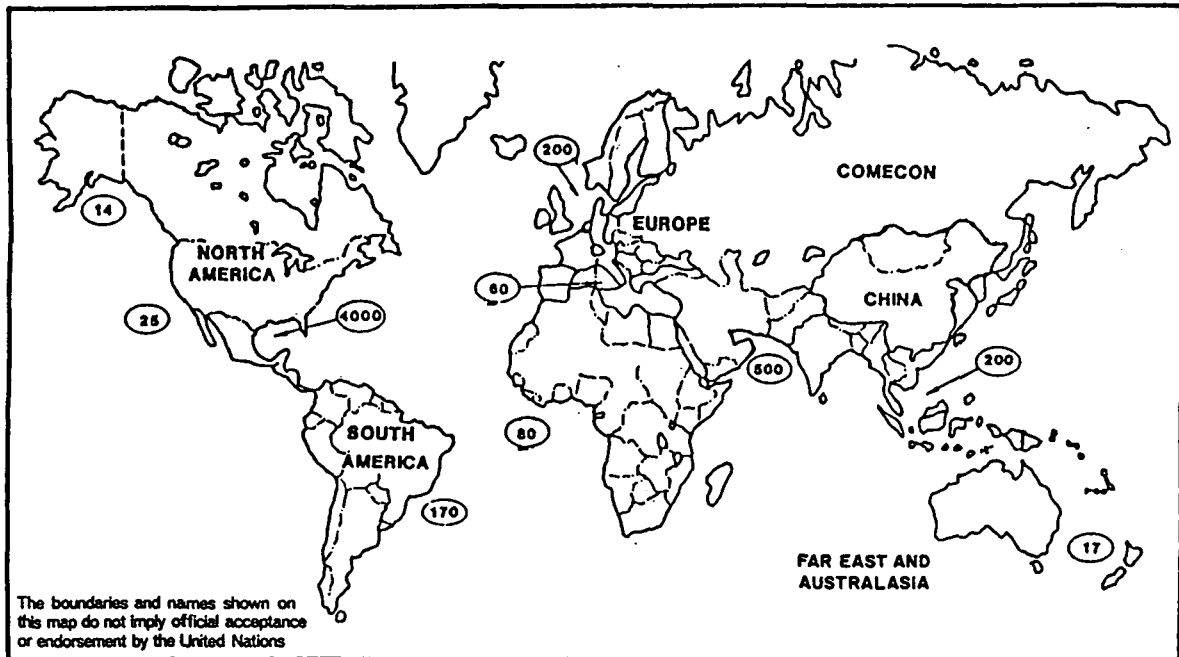 200
COMECON
14
EUROPE
NORTH
AMERICA
60
CHINA
25
4000
200
500
80
SOUTH
AMERICA
170
17
FAR EAST AND
AUSTRALASIA
The boundaries and names shown on
this map do not imply official acceptance
or endorsement by the United Nations